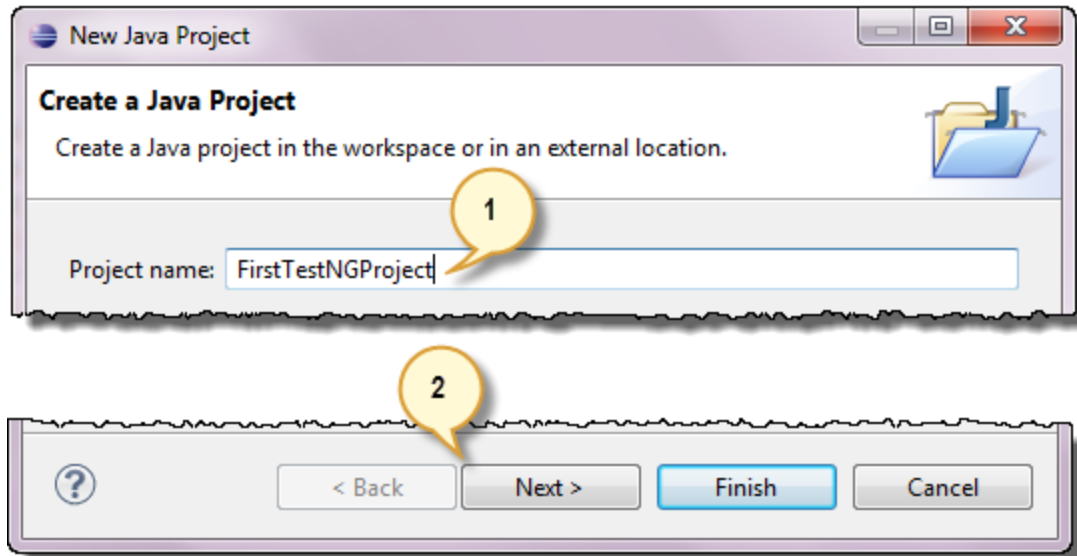 New Java Project
Create a Java Project
Create a Java project in the workspace or in an external location.
1
Project name: FirstTestNGProject
2
? < Back Next > Finish Cancel